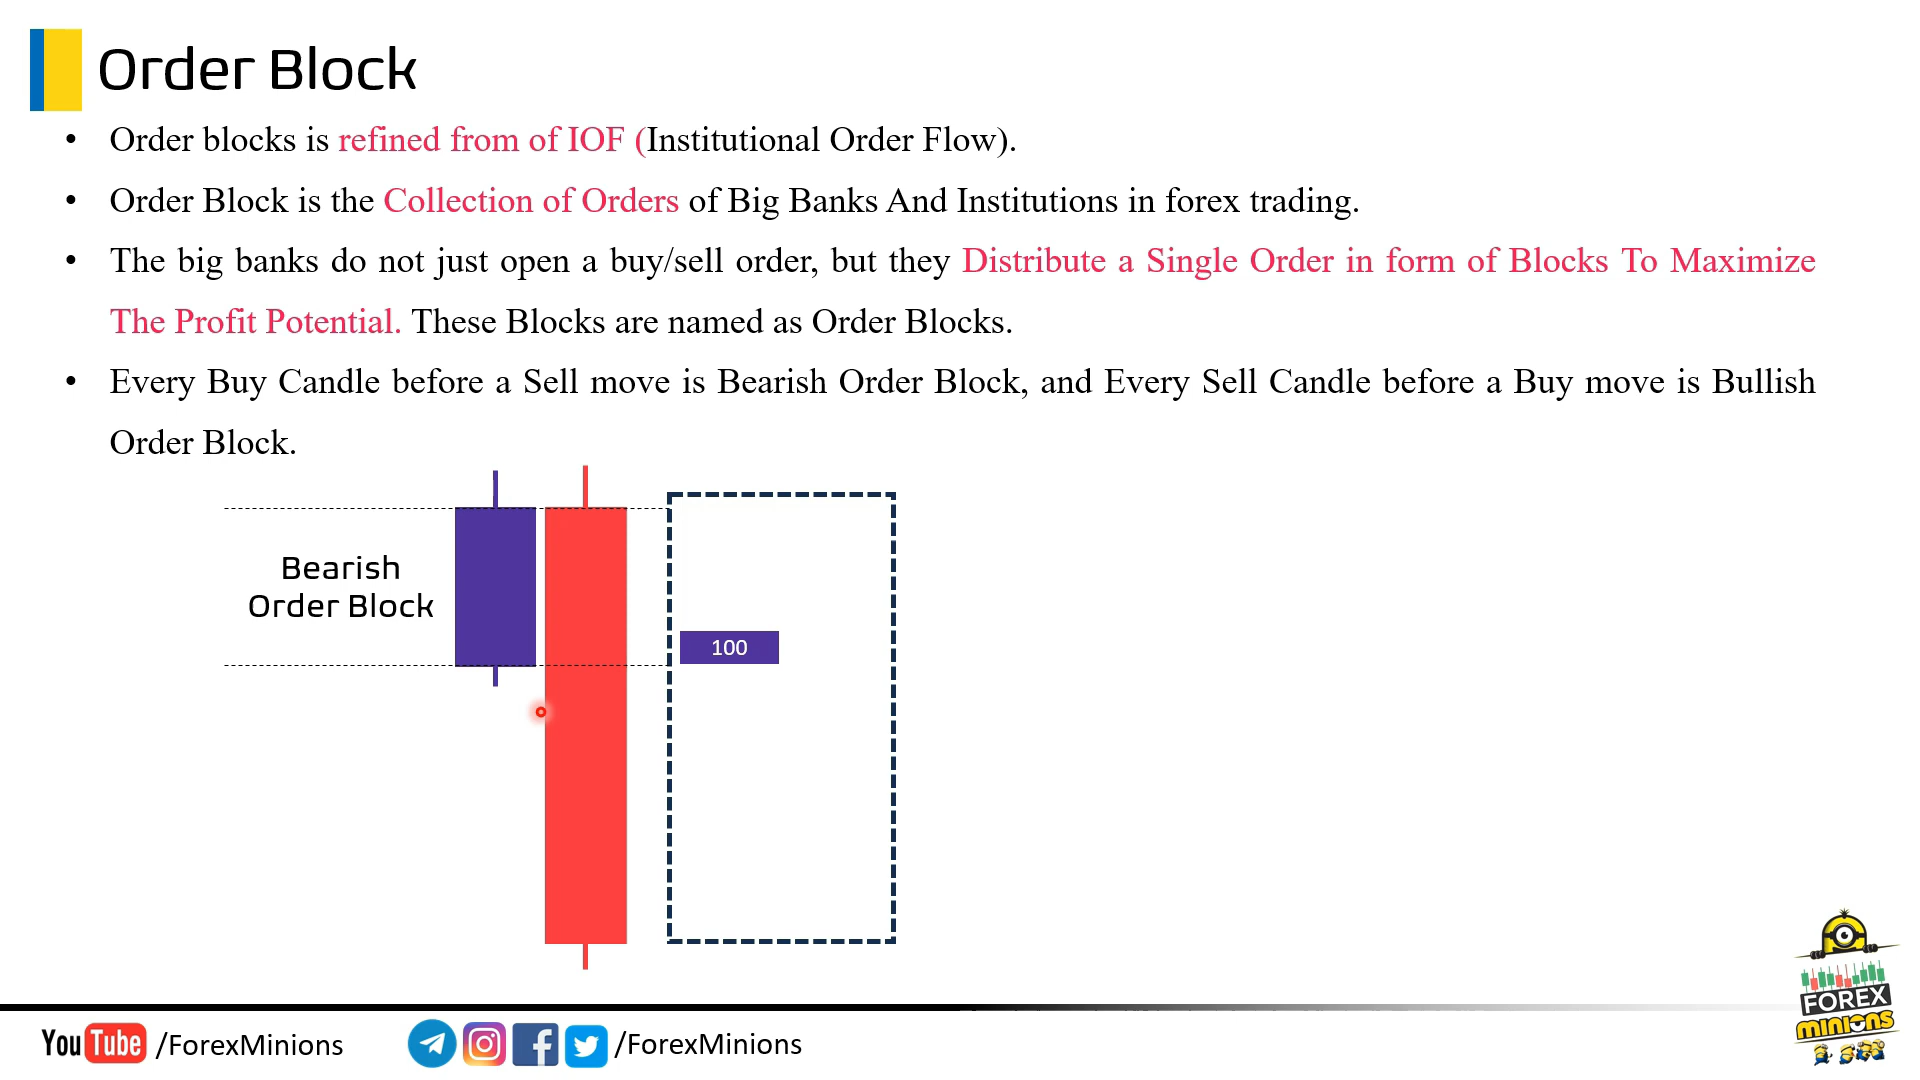 Order Block
• Order blocks is refined from of IOF (Institutional Order Flow).
• Order Block is the Collection of Orders of Big Banks And Institutions in forex trading.
• The big banks do not just open a buy/sell order, but they Distribute a Single Order in form of Blocks To Maximize
The Profit Potential. These Blocks are named as Order Blocks.
• Every Buy Candle before a Sell move is Bearish Order Block, and Every Sell Candle before a Buy move is Bullish
Order Block.
Bearish
Order Block
100
FOREX
MINIONS
YouTube /ForexMinions
/ForexMinions